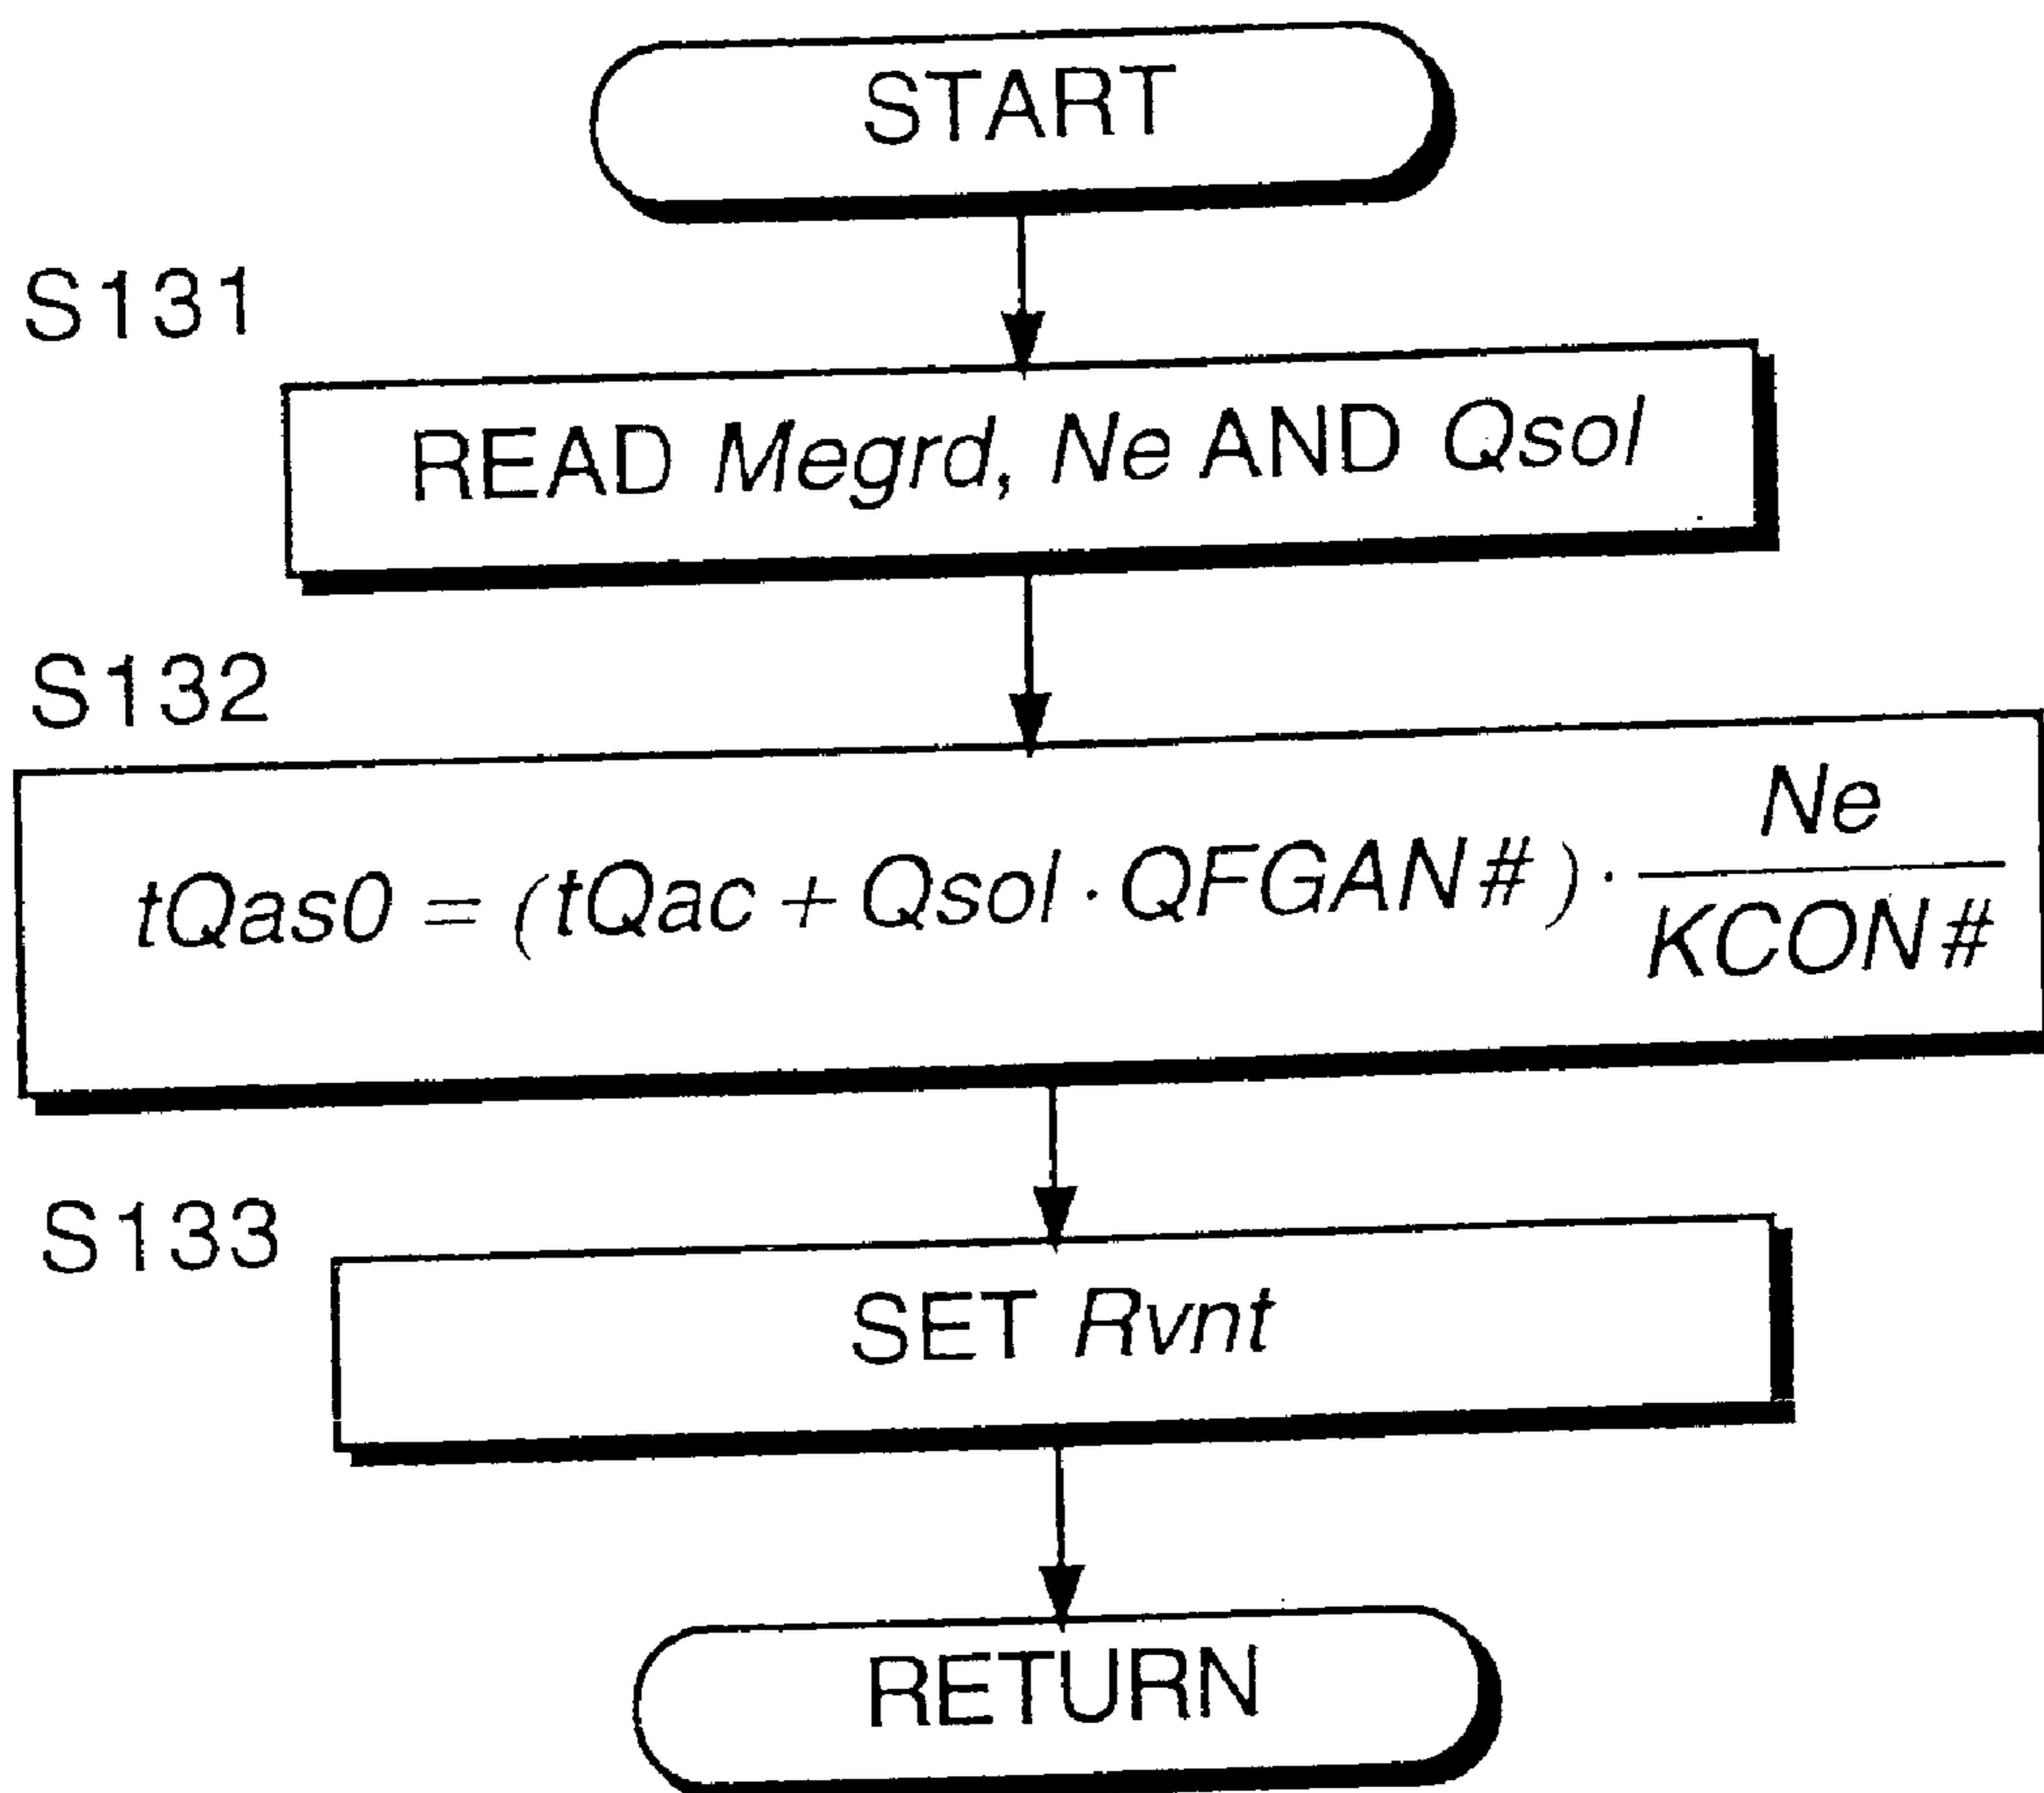 START
S131
READ Megrd, Ne AND Qsol
S132
tQas0 = (tQac + Qsol · QFGAN#) · Ne / KCON#
S133
SET Rvnt
RETURN